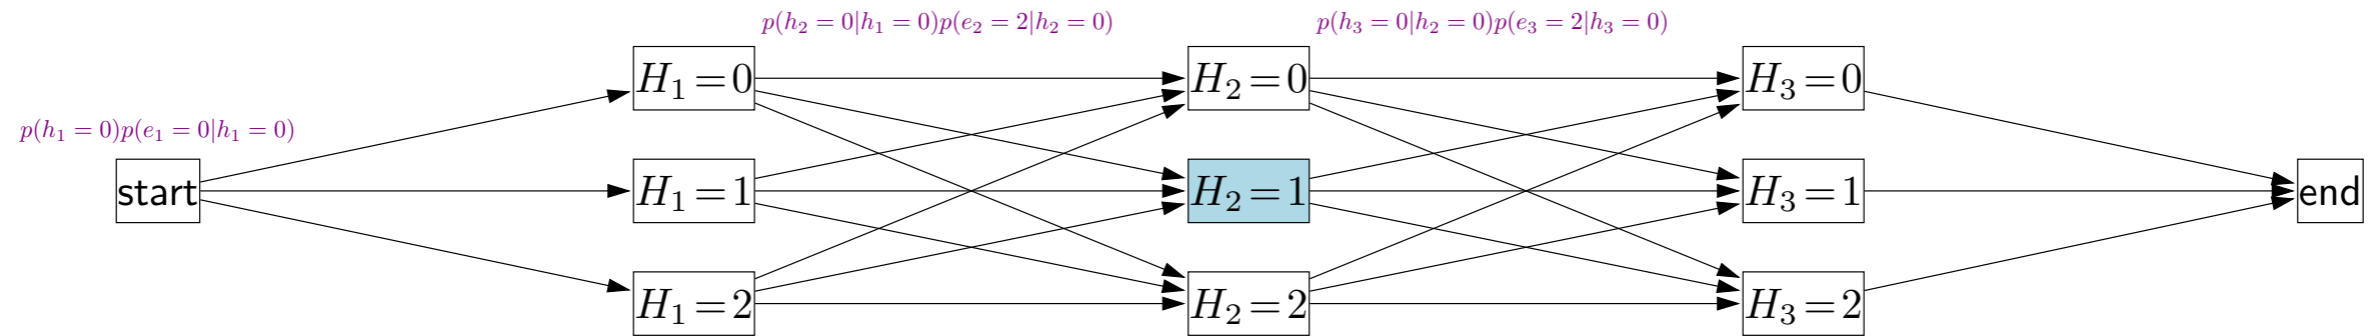 p(h₂ = 0|h₁ = 0)p(e₂ = 2|h₂ = 0) p(h₃ = 0|h₂ = 0)p(e₃ = 2|h₃ = 0)
H₁ = 0 H₂ = 0 H₃ = 0
p(h₁ = 0)p(e₁ = 0|h₁ = 0)
start H₁ = 1 H₂ = 1 H₃ = 1 end
H₁ = 2 H₂ = 2 H₃ = 2